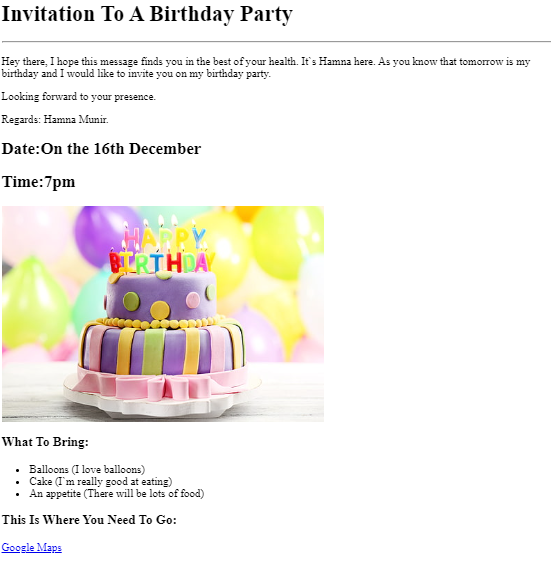 Invitation To A Birthday Party
Hey there, I hope this message finds you in the best of your health. It`s Hamna here. As you know that tomorrow is my
birthday and I would like to invite you on my birthday party.
Looking forward to your presence.
Regards: Hamna Munir.
Date:On the 16th December
Time:7pm
HAPPY
BIRTHDAY
What To Bring:
• Balloons (I love balloons)
• Cake (I`m really good at eating)
• An appetite (There will be lots of food)
This Is Where You Need To Go:
Google Maps